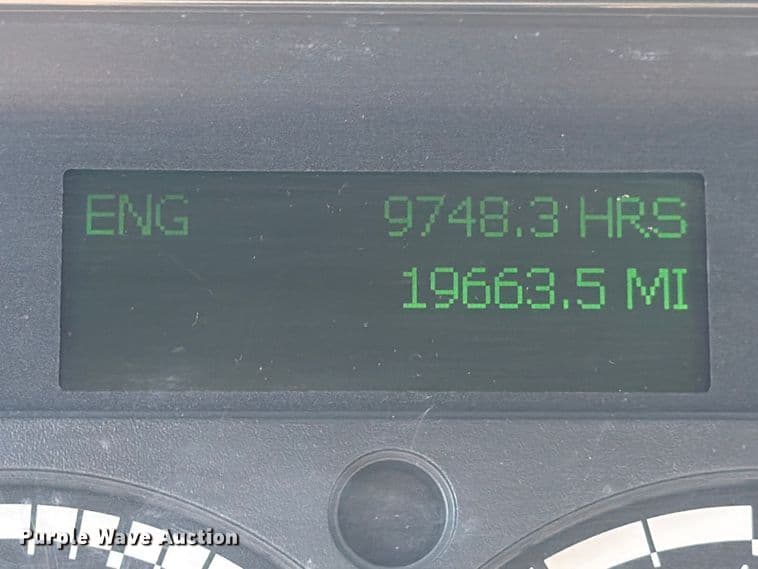 ENG 9748.3 HRS
19663.5 MI
Purple Wave Auction